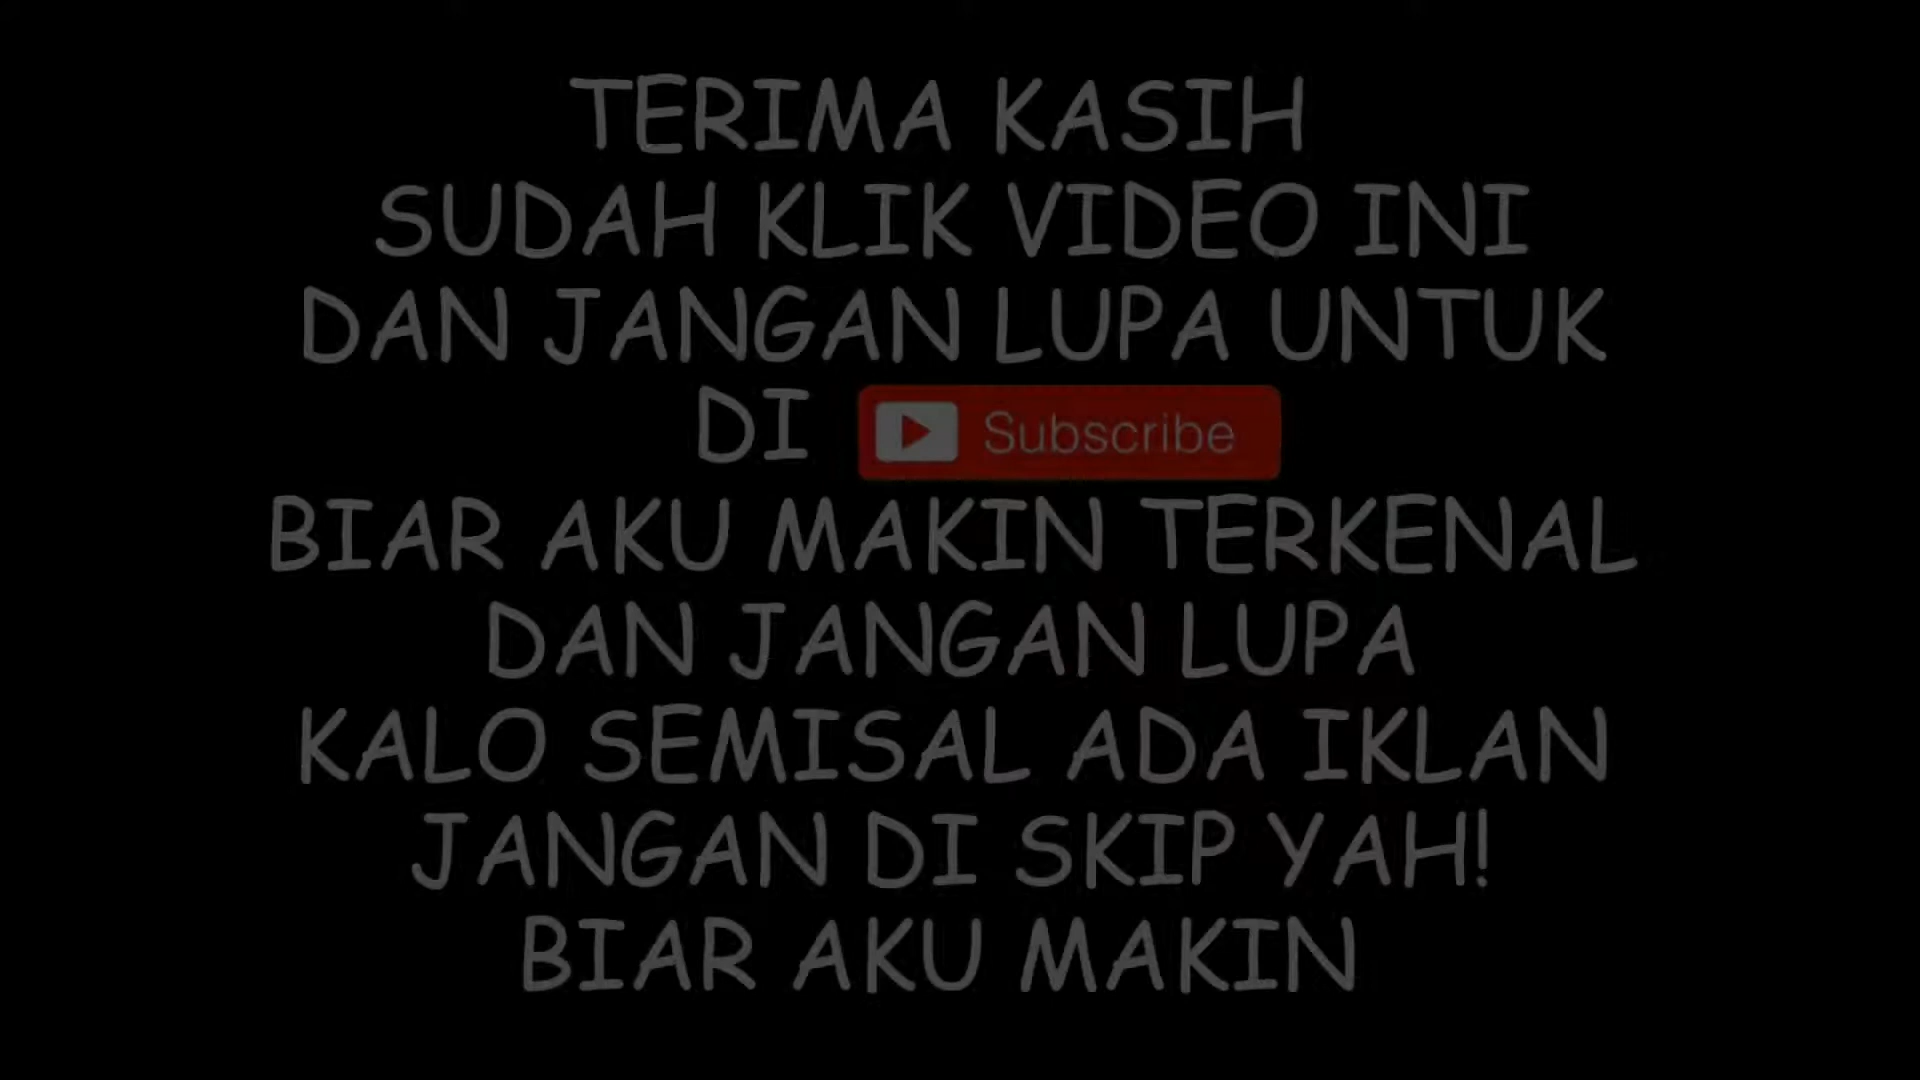 TERIMA KASIH
SUDAH KLIK VIDEO INI
DAN JANGAN LUPA UNTUK
DI Subscribe
BIAR AKU MAKIN TERKENAL
DAN JANGAN LUPA
KALO SEMISAL ADA IKLAN
JANGAN DI SKIP YAH!
BIAR AKU MAKIN